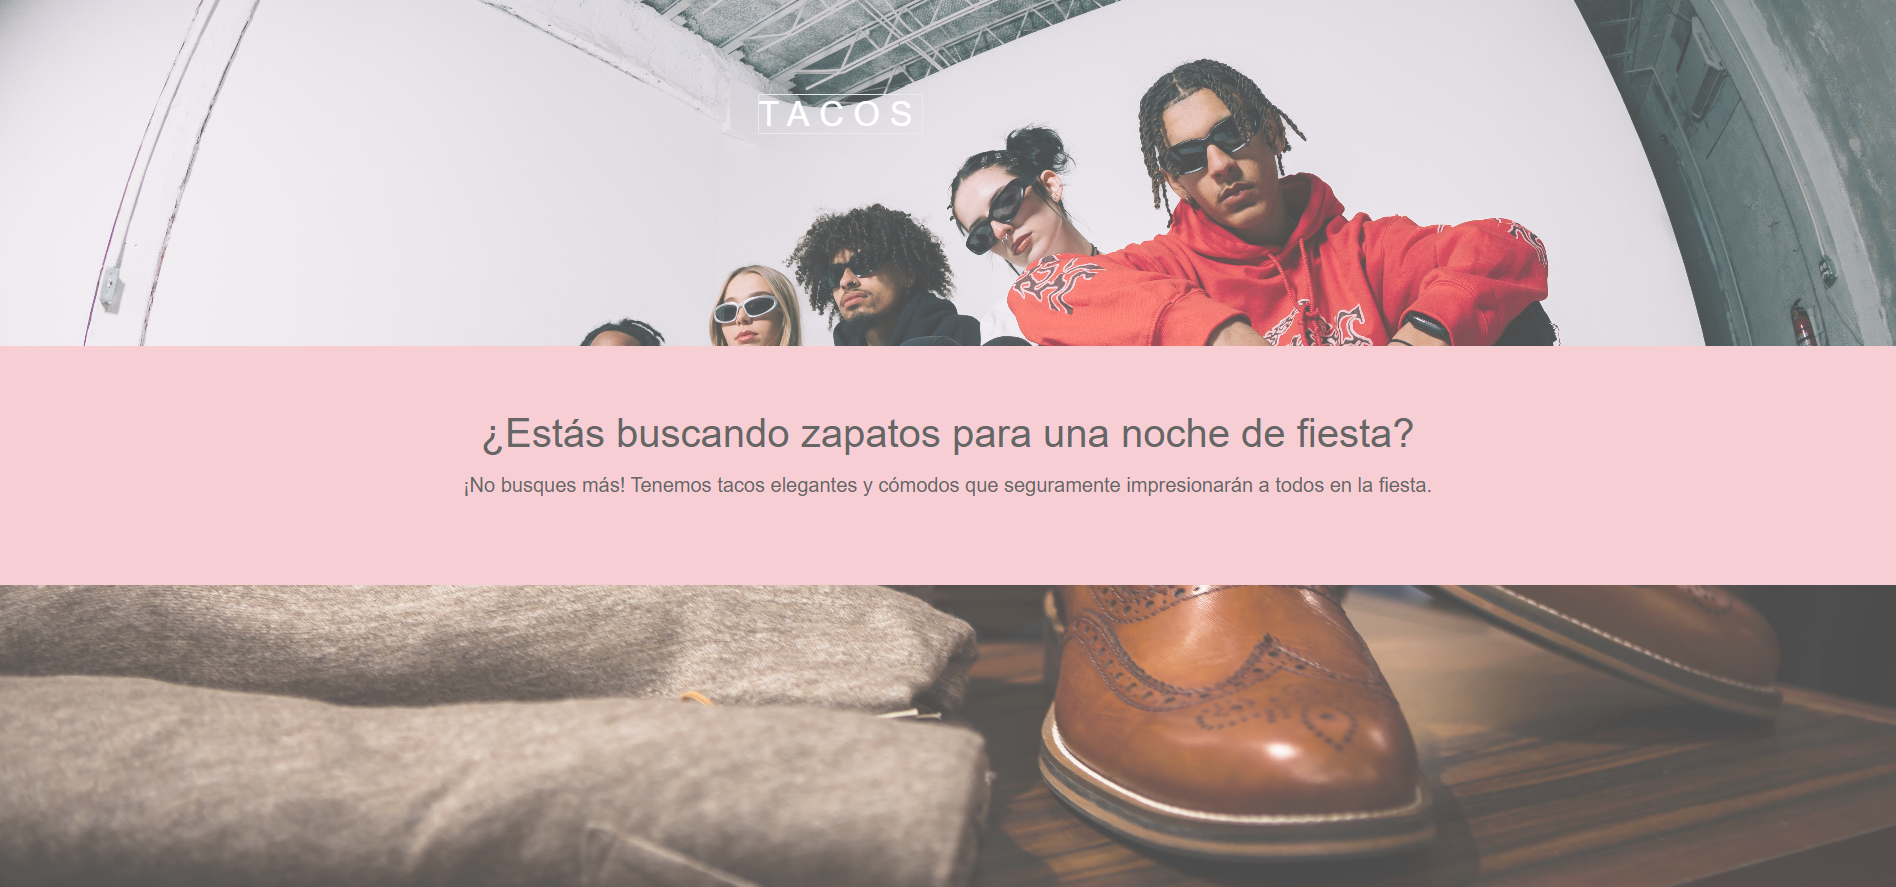 TACOS
¿Estás buscando zapatos para una noche de fiesta?
¡No busques más! Tenemos tacos elegantes y cómodos que seguramente impresionarán a todos en la fiesta.